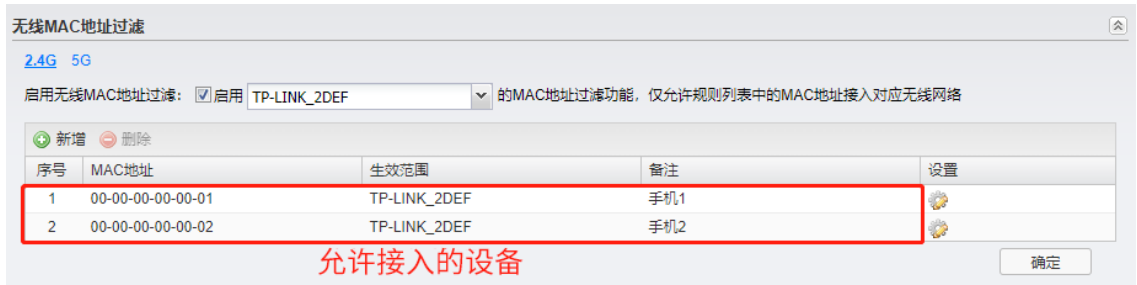 无线MAC地址过滤
2.4G 5G
启用无线MAC地址过滤： 启用 TP-LINK_2DEF 的MAC地址过滤功能，仅允许规则列表中的MAC地址接入对应无线网络
新增 删除
序号 MAC地址 生效范围 备注 设置
1 00-00-00-00-00-01 TP-LINK_2DEF 手机1
2 00-00-00-00-00-02 TP-LINK_2DEF 手机2
允许接入的设备
确定